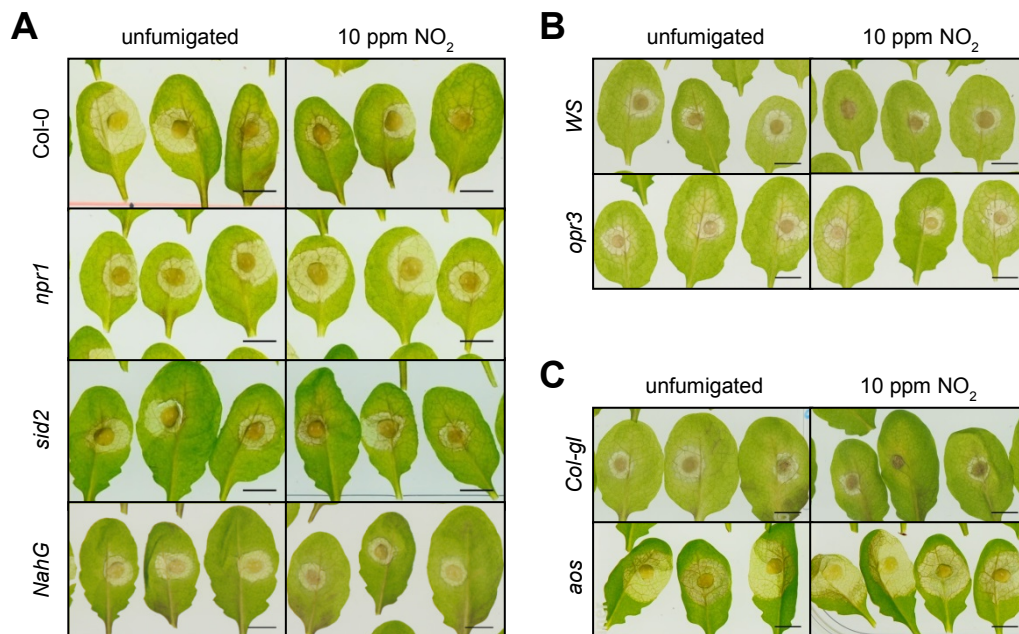 A
unfumigated 10 ppm NO₂
Col-0
npr1
sid2
NahG
B
unfumigated 10 ppm NO₂
WS
opr3
C
unfumigated 10 ppm NO₂
Col-gl
aos